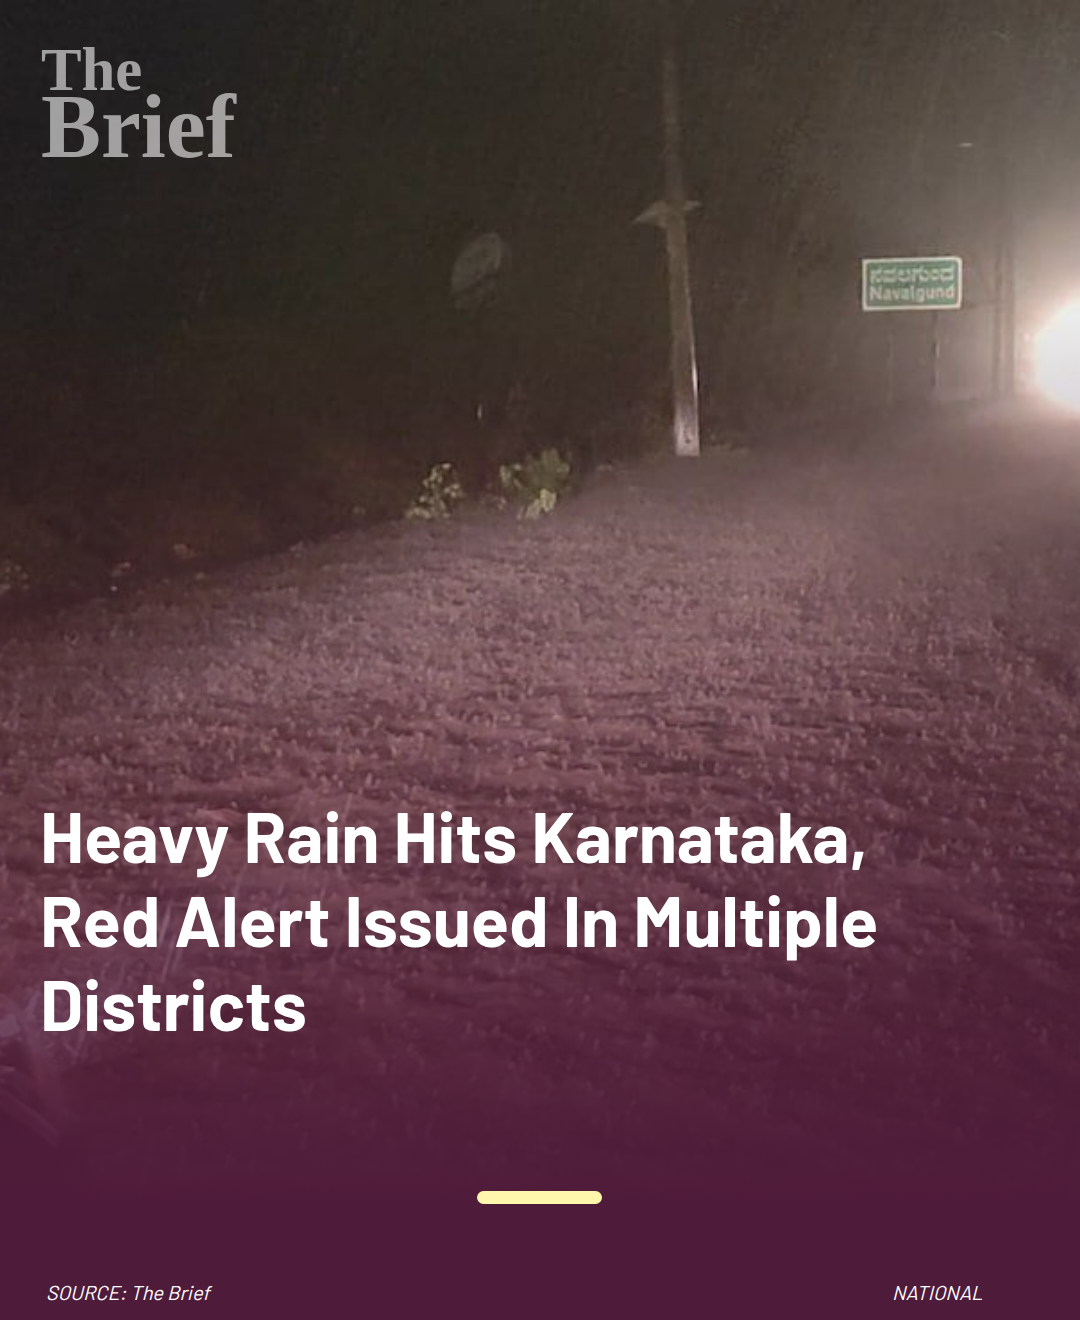 The
Brief
ನವಲಗುಂದ
Navalgund
Heavy Rain Hits Karnataka,
Red Alert Issued In Multiple
Districts
SOURCE: The Brief
NATIONAL